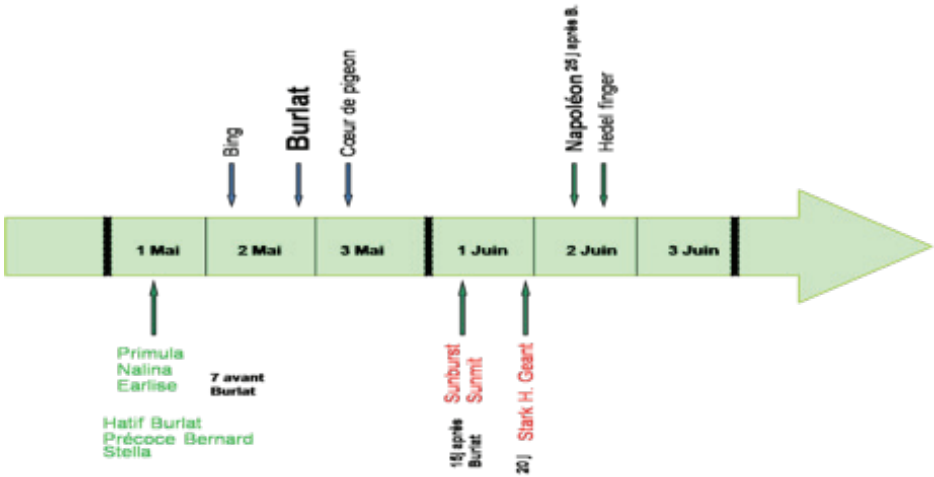 Bing
Burlat
Cœur de pigeon
Napoléon 25 J après B.
Hedel finger
1 Mai
2 Mai
3 Mai
1 Juin
2 Juin
3 Juin
Primula
Nalina
Earlise
7 avant
Burlat
Hatif Burlat
Précoce Bernard
Stella
15J après
Burlat
Sunburst
Sunmit
20 J
Stark H. Geant